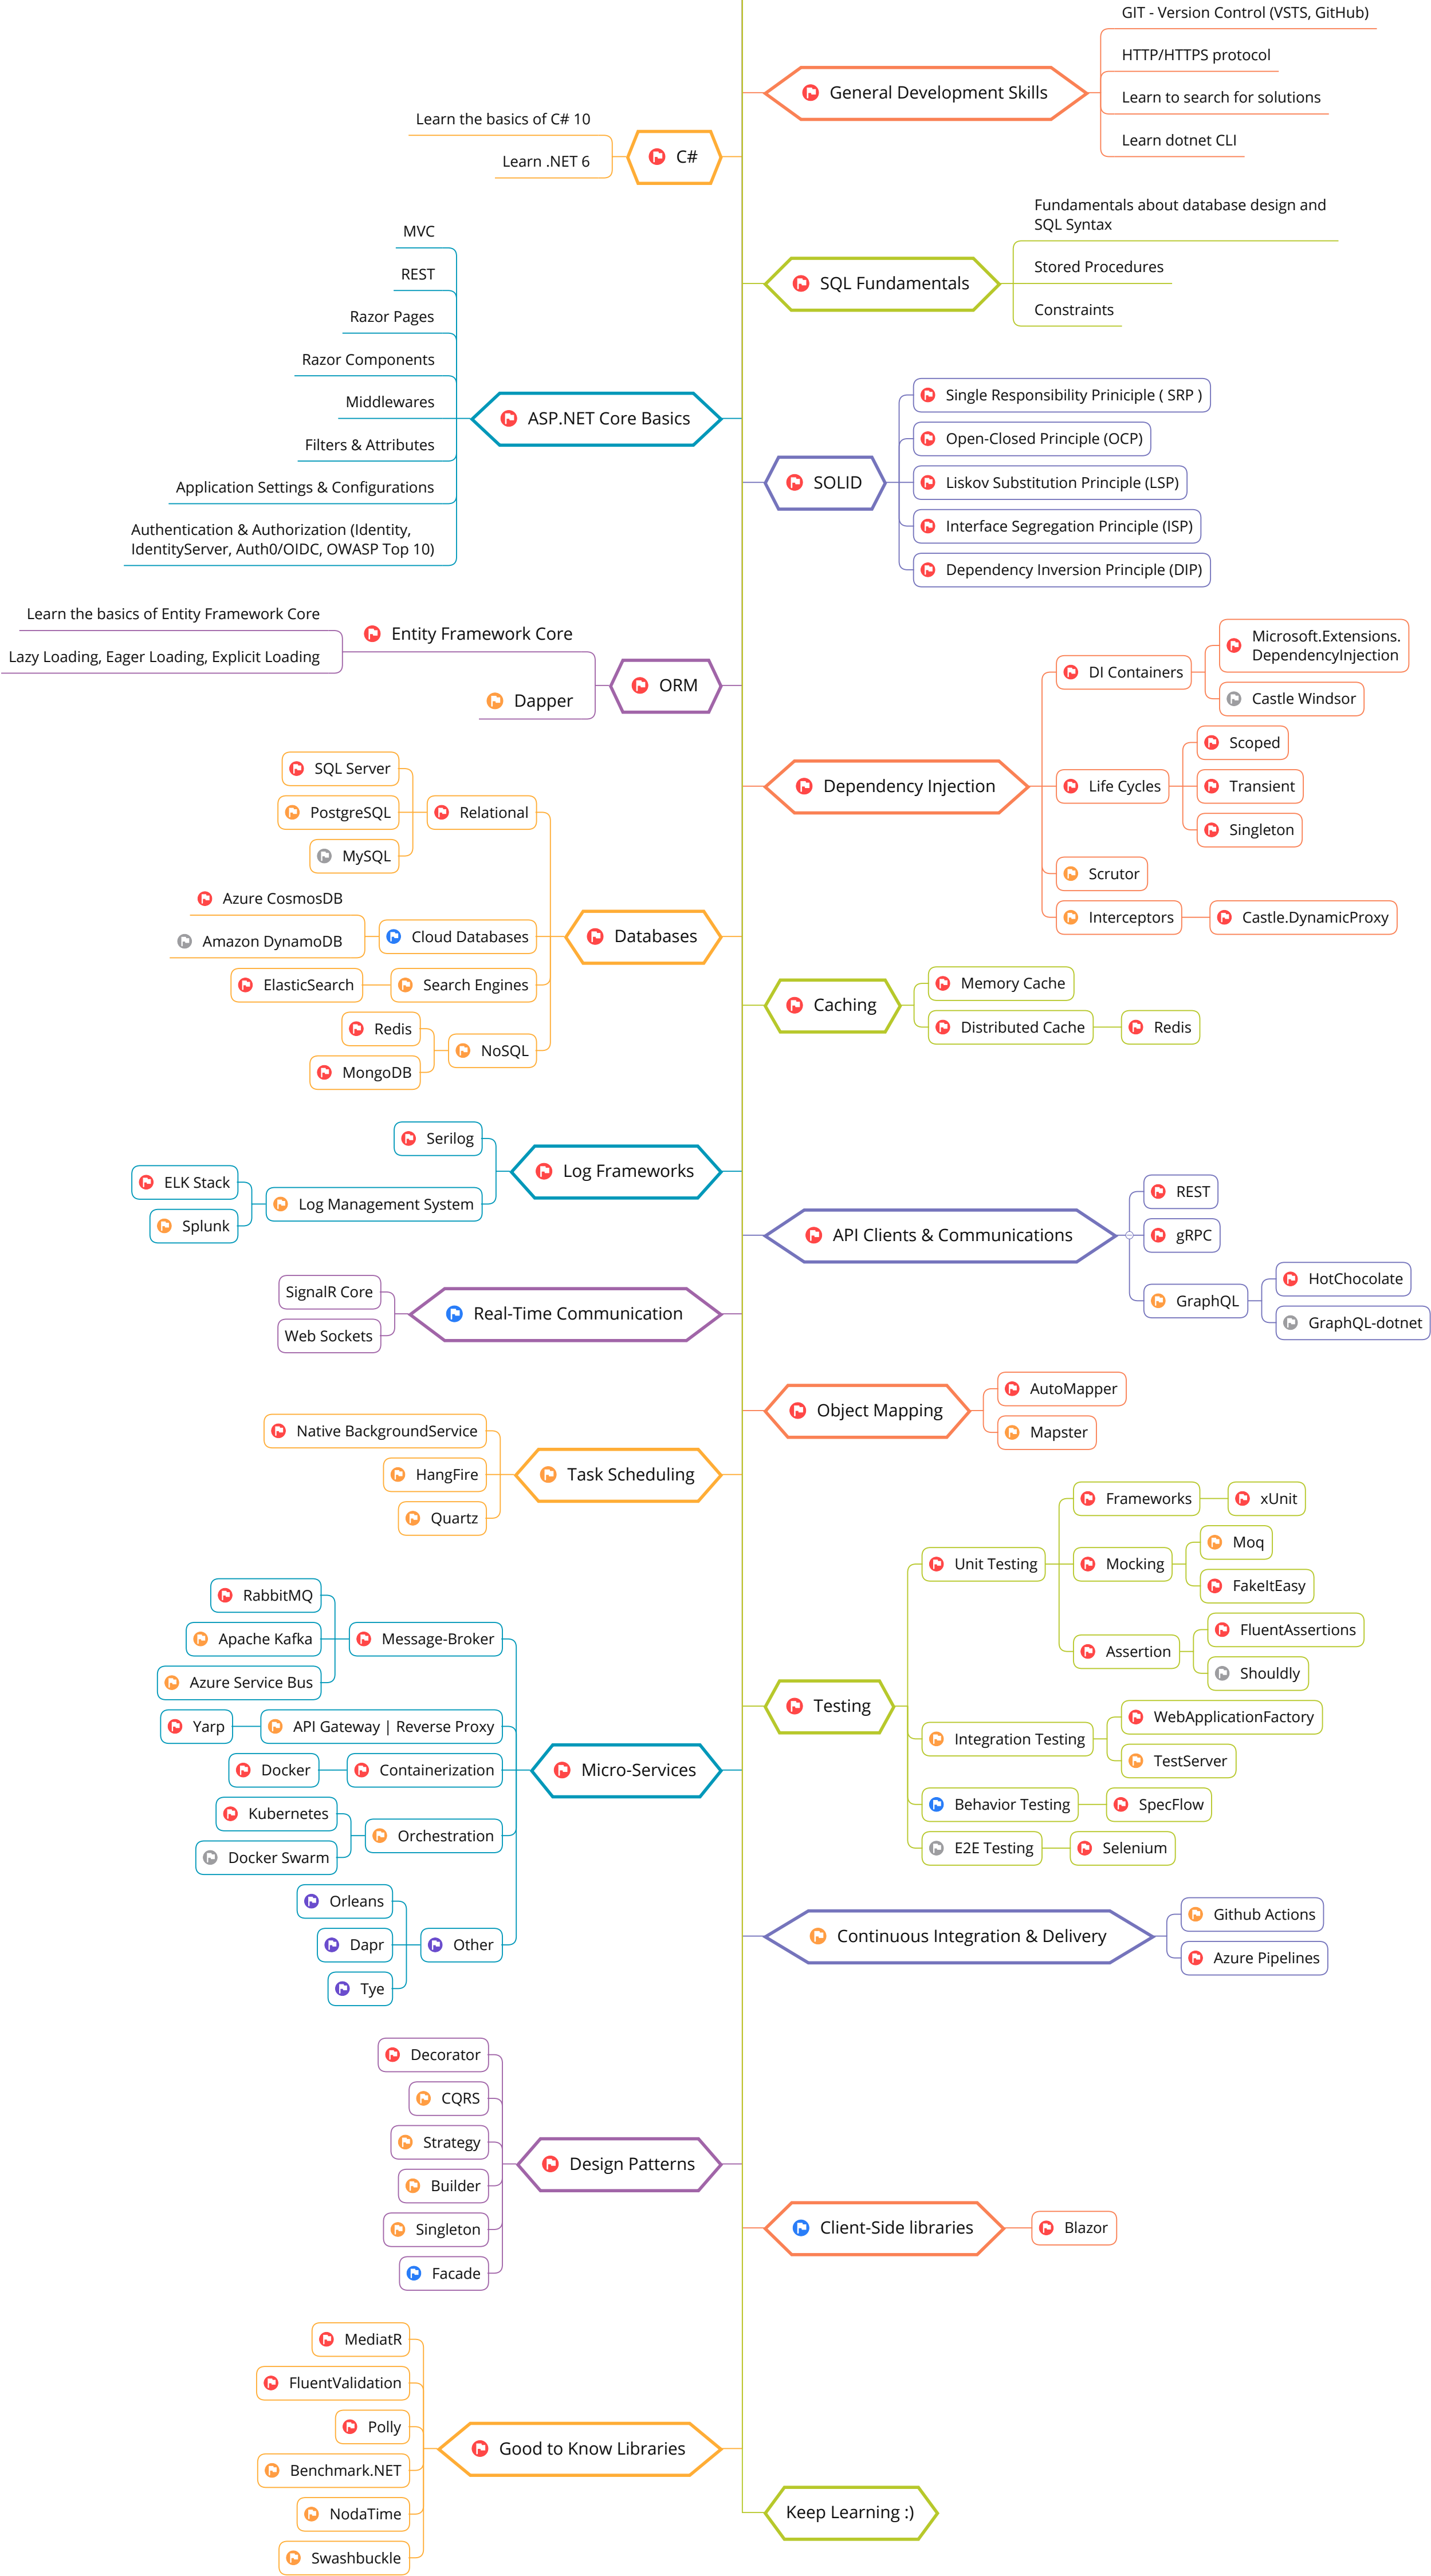 GIT - Version Control (VSTS, GitHub)
HTTP/HTTPS protocol
General Development Skills
Learn to search for solutions
Learn dotnet CLI
Learn the basics of C# 10
C#
Learn .NET 6
Fundamentals about database design and
SQL Syntax
SQL Fundamentals
Stored Procedures
Constraints
MVC
REST
Razor Pages
Razor Components
Middlewares
ASP.NET Core Basics
Filters & Attributes
Application Settings & Configurations
Authentication & Authorization (Identity,
IdentityServer, Auth0/OIDC, OWASP Top 10)
Single Responsibility Priniciple ( SRP )
Open-Closed Principle (OCP)
SOLID
Liskov Substitution Principle (LSP)
Interface Segregation Principle (ISP)
Dependency Inversion Principle (DIP)
Learn the basics of Entity Framework Core
Lazy Loading, Eager Loading, Explicit Loading
Entity Framework Core
ORM
Dapper
Microsoft.Extensions.
DependencyInjection
DI Containers
Castle Windsor
Scoped
Dependency Injection
Life Cycles
Transient
Singleton
Scrutor
Interceptors
Castle.DynamicProxy
SQL Server
PostgreSQL
Relational
MySQL
Azure CosmosDB
Amazon DynamoDB
Cloud Databases
Databases
ElasticSearch
Search Engines
Redis
NoSQL
MongoDB
Memory Cache
Caching
Distributed Cache
Redis
Serilog
Log Frameworks
ELK Stack
Log Management System
Splunk
REST
API Clients & Communications
gRPC
GraphQL
HotChocolate
GraphQL-dotnet
SignalR Core
Real-Time Communication
Web Sockets
AutoMapper
Object Mapping
Mapster
Native BackgroundService
HangFire
Task Scheduling
Quartz
Frameworks
xUnit
Moq
Unit Testing
Mocking
FakeItEasy
FluentAssertions
Assertion
Shouldly
Testing
WebApplicationFactory
Integration Testing
TestServer
Behavior Testing
SpecFlow
E2E Testing
Selenium
RabbitMQ
Apache Kafka
Message-Broker
Azure Service Bus
Yarp
API Gateway | Reverse Proxy
Docker
Containerization
Micro-Services
Kubernetes
Orchestration
Docker Swarm
Orleans
Dapr
Other
Tye
Github Actions
Continuous Integration & Delivery
Azure Pipelines
Decorator
CQRS
Strategy
Design Patterns
Builder
Singleton
Facade
Client-Side libraries
Blazor
MediatR
FluentValidation
Polly
Good to Know Libraries
Benchmark.NET
NodaTime
Swashbuckle
Keep Learning :)